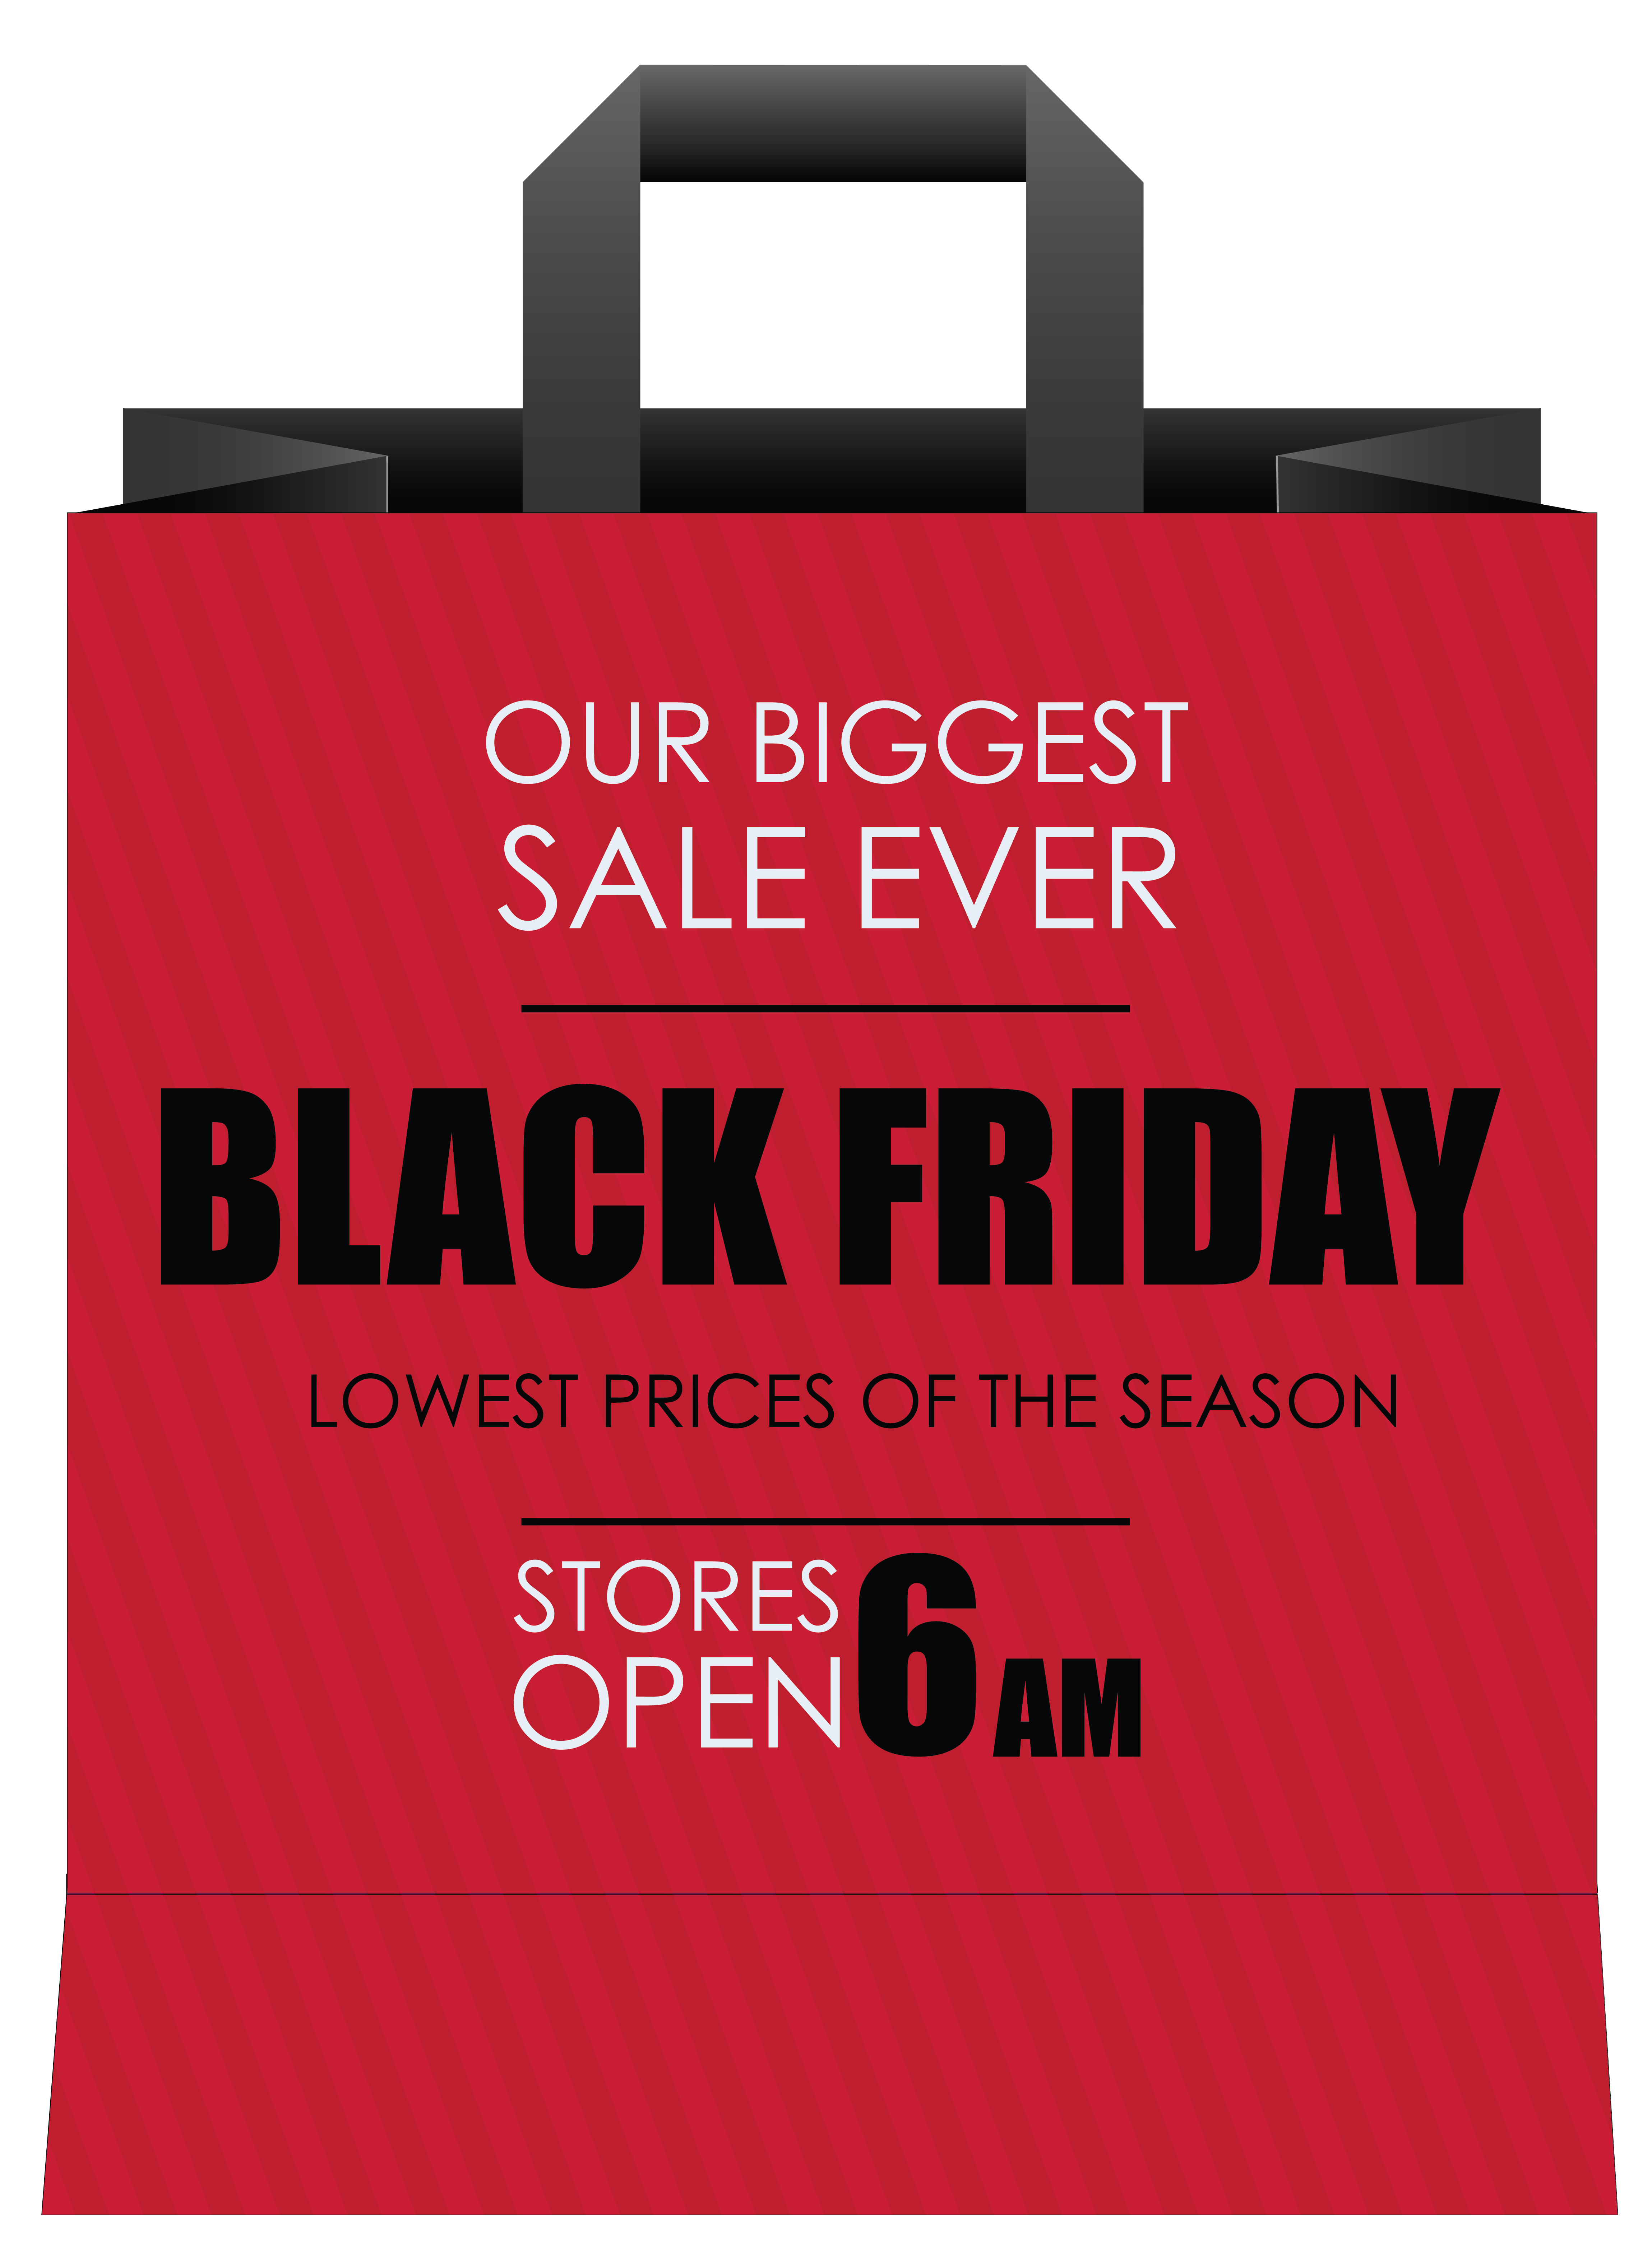 OUR BIGGEST
SALE EVER
BLACK FRIDAY
LOWEST PRICES OF THE SEASON
STORES
OPEN 6 AM